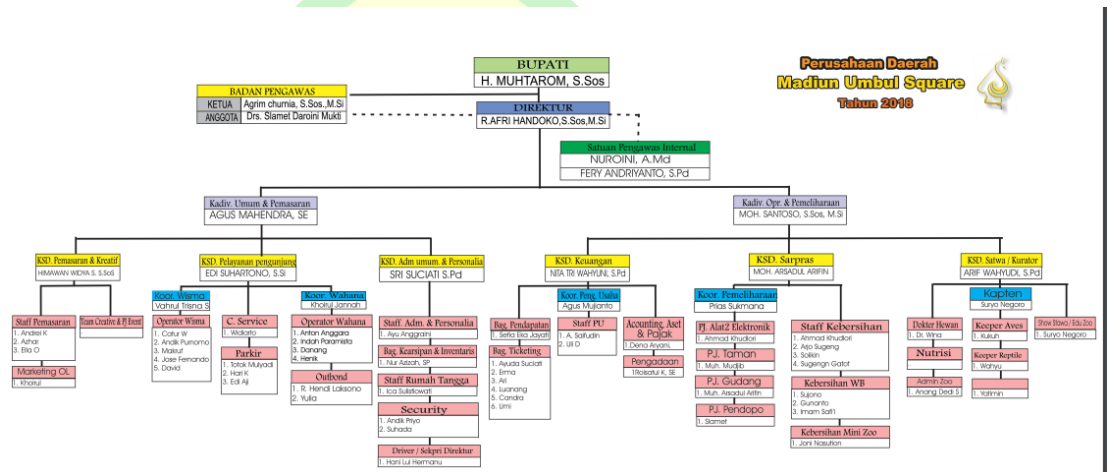 Perusahaan Daerah
Madiun Umbul Square
Tahun 2018
BUPATI
H. MUHTAROM, S.Sos
BADAN PENGAWAS
KETUA Agrim churnia, S.Sos.,M.Si
ANGGOTA Drs. Slamet Daroini Mukti
DIREKTUR
R.AFRI HANDOKO,S.Sos,M.Si
Satuan Pengawas Internal
NUROINI, A.Md
FERY ANDRIYANTO, S.Pd
Kadiv. Umum & Pemasaran
AGUS MAHENDRA, SE
Kadiv. Opr. & Pemeliharaan
MOH. SANTOSO, S.Sos, M.Si
KSD. Pemasaran & Kreatif
HIMAWAN WIDYA S. S.SoS
Staff Pemasaran
1. Andrei K
2. Azhar
3. Ella O
Marketing OL
1. Khoirul
Team Creative & PJ Event
KSD. Pelayanan pengunjung
EDI SUHARTONO, S.Si
Koor. Wisma
Vahrul Trisna S
Operator Wisma
1. Catur W
2. Andik Purnomo
3. Makruf
4. Jose Fernando
5. David
C. Service
1. Widiarto
Parkir
1. Totok Mulyadi
2. Hari K
3. Edi Aji
Koor. Wahana
Khoirul Jannah
Operator Wahana
1. Anton Anggara
2. Indah Paramista
3. Danang
4. Henik
Outbond
1. R. Hendi Laksono
2. Yulia
KSD. Adm umum. & Personalia
SRI SUCIATI S.Pd
Staff. Adm. & Personalia
1. Ayu Anggraini
Bag. Kearsipan & Inventaris
1. Nur Azizah, SP
Staff Rumah Tangga
1. Ica Sulistiowati
Security
1. Andik Priyo
2. Suhada
Driver / Sekpri Direktur
1. Hani Lui Hermanu
KSD. Keuangan
NITA TRI WAHYUNI, S.Pd
Koor. Peng. Usaha
Agus Mujianto
Bag. Pendapatan
1. Sefia Eka Jayati
Bag. Ticketing
1. Ayuda Suciati
2. Erma
3. Ari
4. Luanang
5. Candra
6. Umi
Staff PU
1. A. Saifudin
2. Uli D
Accounting, Aset
& Paljak
1.Dena Aryani,
Pengadaan
1Roisatul K, SE
KSD. Sarpras
MOH. ARSADUL ARIFIN
Koor. Pemeliharaan
Prias Sukmana
PJ. Alat2 Elektronik
1. Ahmad Khudlori
P.J. Taman
1. Muh. Mudjib
P.J. Gudang
1. Muh. Arsadul Arifin
P.J. Pendopo
1. Slamet
Staff Kebersihan
1. Ahmad Khudlori
2. Arjo Sugeng
3. Solikin
4. Sugengn Gatot
Kebersihan WB
1. Sujono
2. Gunanto
3. Imam Safi'i
Kebersihan Mini Zoo
1. Joni Nasution
KSD. Satwa / Kurator
ARIF WAHYUDI, S.Pd
Kapten
Suryo Negoro
Dokter Hewan
1. Dr. Wina
Nutrisi
Admin Zoo
1. Anang Dedi S
Keeper Aves
1. Kukuh
Keeper Reptile
1. Wahyu
1. Yatimin
Show Satwa / Edu Zoo
1. Suryo Negoro